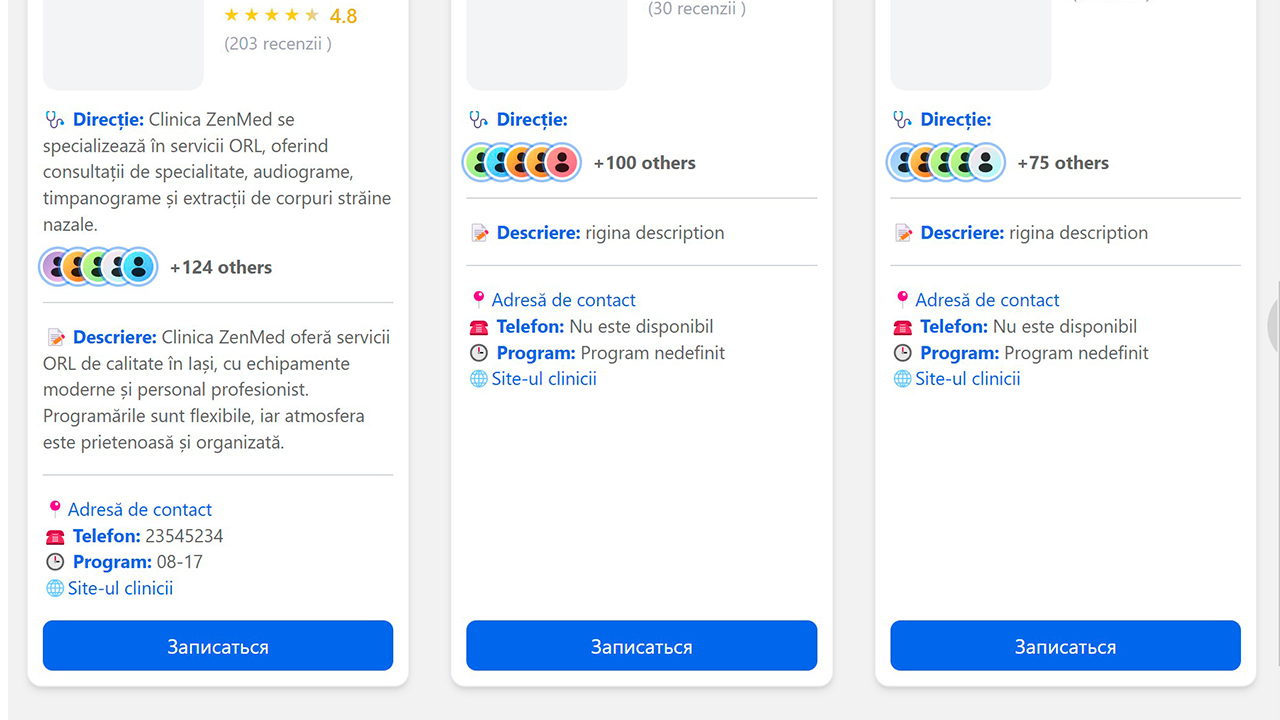 4.8
(203 recenzii )
Direcție: Clinica ZenMed se
specializează în servicii ORL, oferind
consultații de specialitate, audiograme,
timpanograme și extracții de corpuri străine
nazale.
+124 others
Descriere: Clinica ZenMed oferă servicii
ORL de calitate în Iași, cu echipamente
moderne și personal profesionist.
Programările sunt flexibile, iar atmosfera
este prietenoasă și organizată.
Adresă de contact
Telefon: 23545234
Program: 08-17
Site-ul clinicii
Записаться
(30 recenzii )
Direcție:
+100 others
Descriere: rigina description
Adresă de contact
Telefon: Nu este disponibil
Program: Program nedefinit
Site-ul clinicii
Записаться
Direcție:
+75 others
Descriere: rigina description
Adresă de contact
Telefon: Nu este disponibil
Program: Program nedefinit
Site-ul clinicii
Записаться